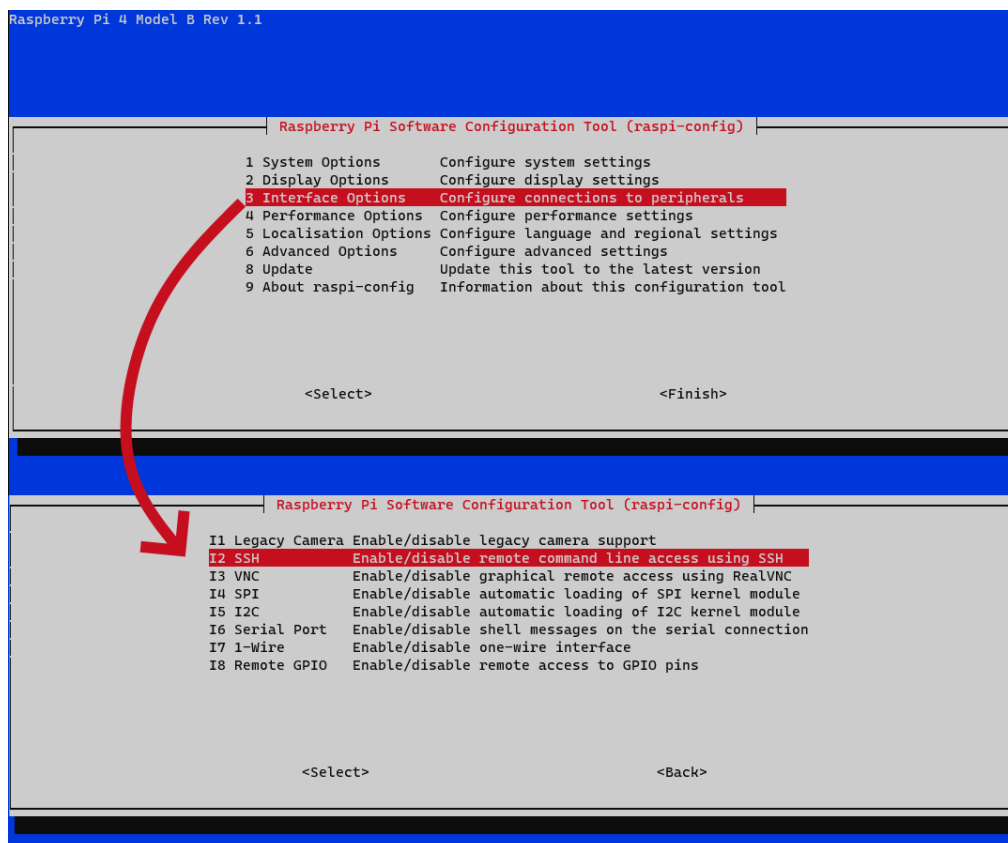 Raspberry Pi 4 Model B Rev 1.1
Raspberry Pi Software Configuration Tool (raspi-config)
1 System Options Configure system settings
2 Display Options Configure display settings
3 Interface Options Configure connections to peripherals
4 Performance Options Configure performance settings
5 Localisation Options Configure language and regional settings
6 Advanced Options Configure advanced settings
8 Update Update this tool to the latest version
9 About raspi-config Information about this configuration tool
<Select> <Finish>
Raspberry Pi Software Configuration Tool (raspi-config)
I1 Legacy Camera Enable/disable legacy camera support
I2 SSH Enable/disable remote command line access using SSH
I3 VNC Enable/disable graphical remote access using RealVNC
I4 SPI Enable/disable automatic loading of SPI kernel module
I5 I2C Enable/disable automatic loading of I2C kernel module
I6 Serial Port Enable/disable shell messages on the serial connection
I7 1-Wire Enable/disable one-wire interface
I8 Remote GPIO Enable/disable remote access to GPIO pins
<Select> <Back>